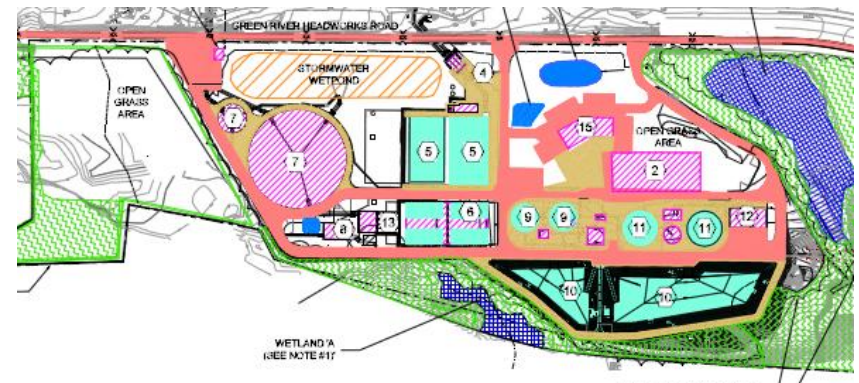 GREEN RIVER HEADWORKS ROAD
STORMWATER
WETPOND
4
OPEN
GRASS
AREA
7
7
5
5
15
OPEN GRASS
AREA
2
8
13
6
9
9
11
11
12
10
10
WETLAND 'A'
(SEE NOTE #1)